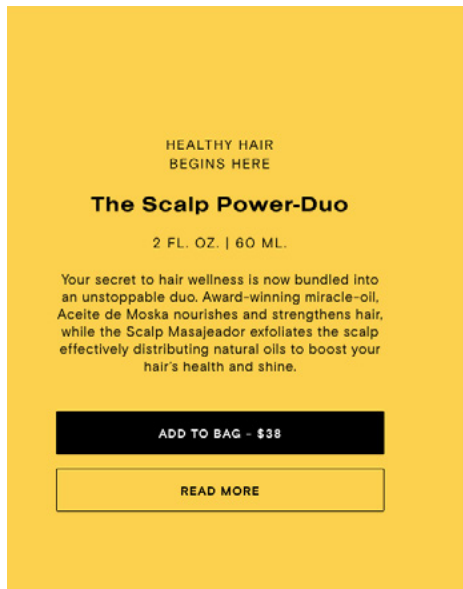 HEALTHY HAIR
BEGINS HERE
The Scalp Power-Duo
2 FL. OZ. | 60 ML.
Your secret to hair wellness is now bundled into
an unstoppable duo. Award-winning miracle-oil,
Aceite de Moska nourishes and strengthens hair,
while the Scalp Masajeador exfoliates the scalp
effectively distributing natural oils to boost your
hair's health and shine.
ADD TO BAG - $38
READ MORE